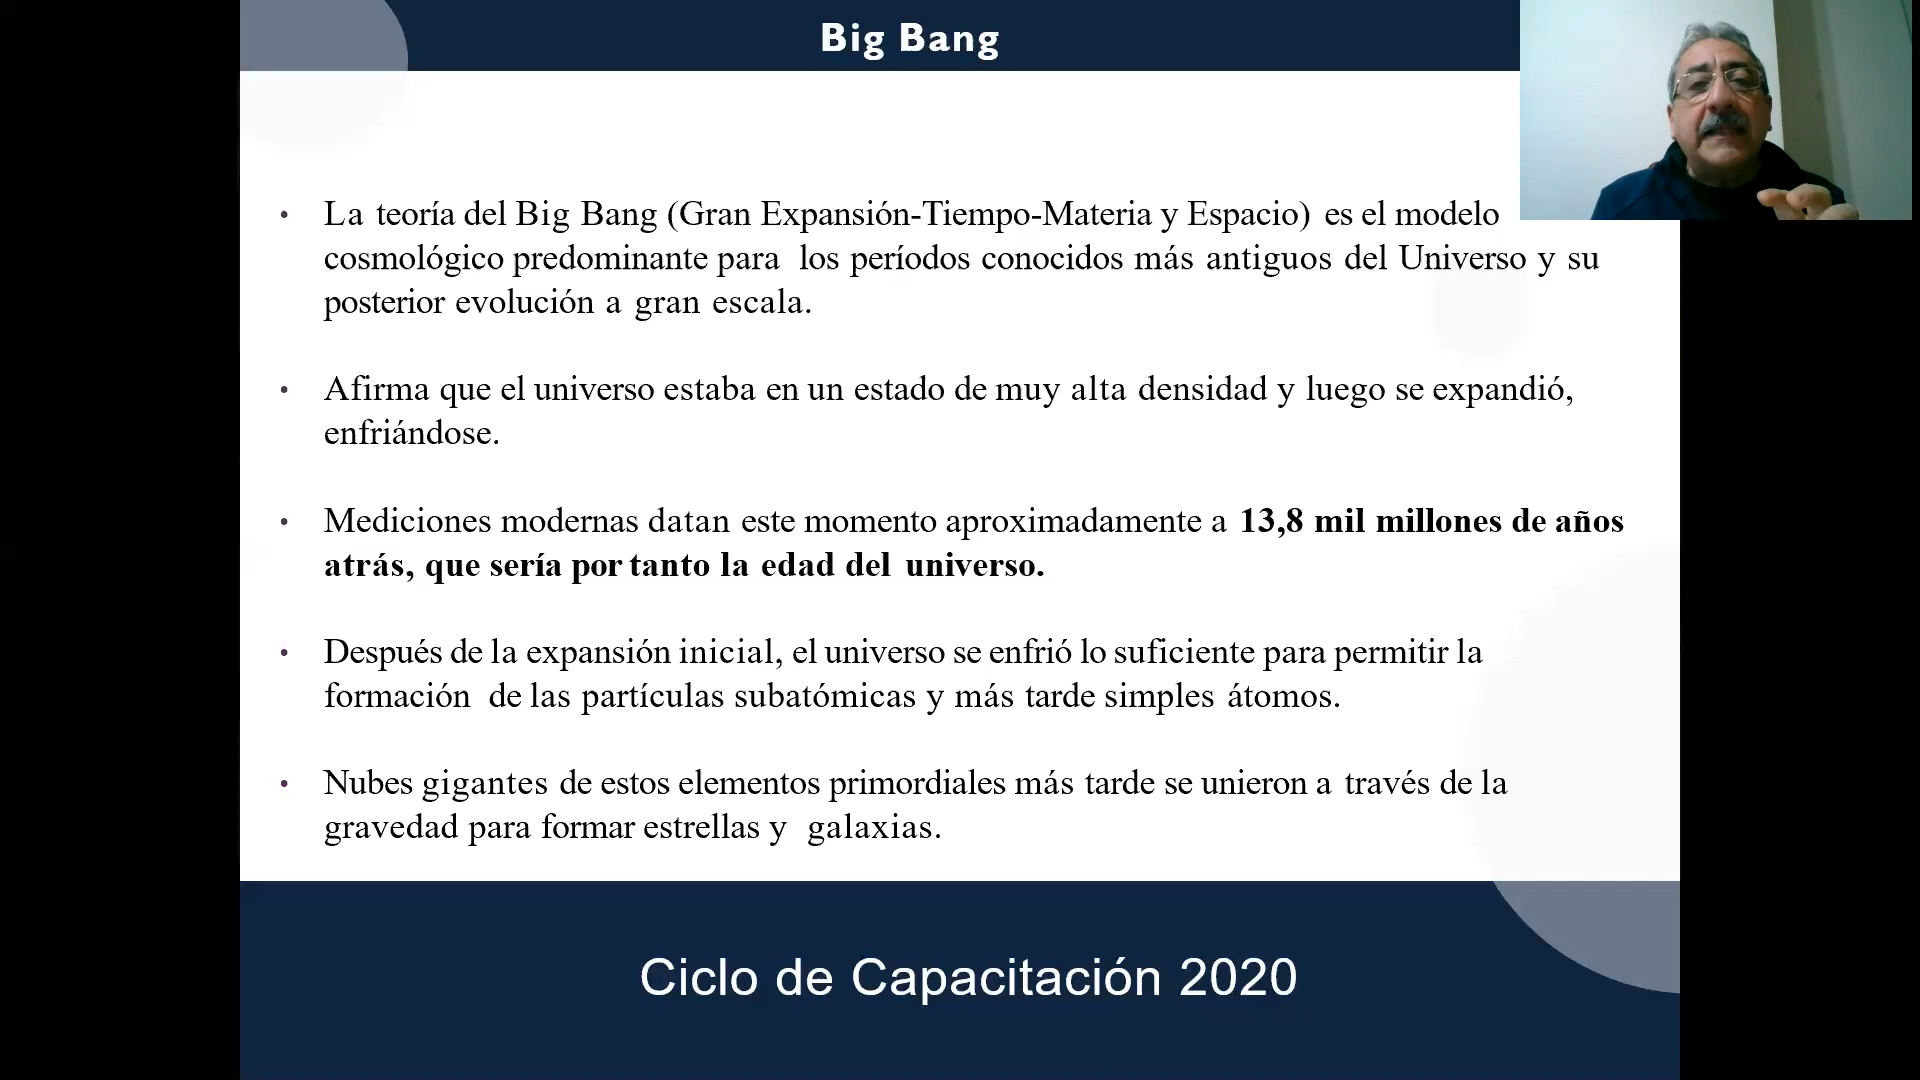 Big Bang
• La teoría del Big Bang (Gran Expansión-Tiempo-Materia y Espacio) es el modelo
cosmológico predominante para los períodos conocidos más antiguos del Universo y su
posterior evolución a gran escala.
• Afirma que el universo estaba en un estado de muy alta densidad y luego se expandió,
enfriándose.
• Mediciones modernas datan este momento aproximadamente a 13,8 mil millones de años
atrás, que sería por tanto la edad del universo.
• Después de la expansión inicial, el universo se enfrió lo suficiente para permitir la
formación de las partículas subatómicas y más tarde simples átomos.
• Nubes gigantes de estos elementos primordiales más tarde se unieron a través de la
gravedad para formar estrellas y galaxias.
Ciclo de Capacitación 2020